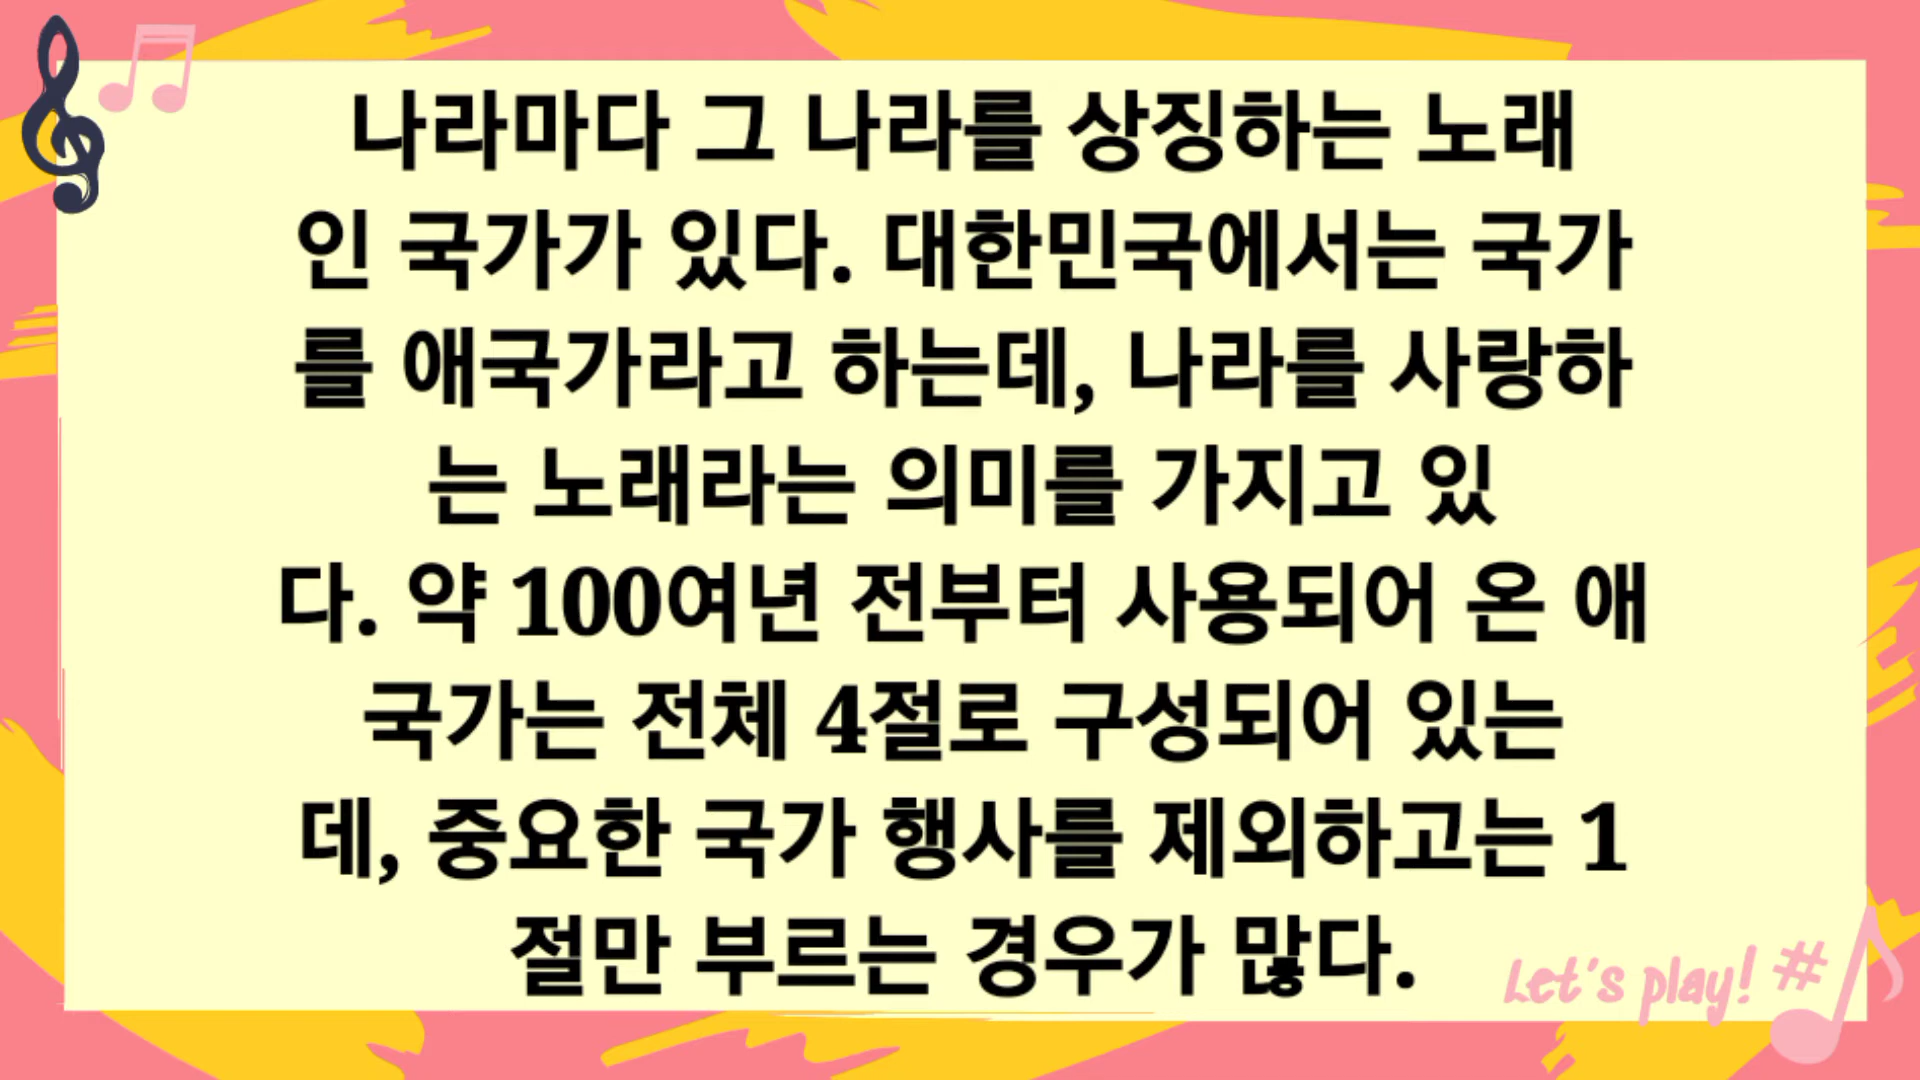 나라마다 그 나라를 상징하는 노래
인 국가가 있다. 대한민국에서는 국가
를 애국가라고 하는데, 나라를 사랑하
는 노래라는 의미를 가지고 있
다. 약 100여년 전부터 사용되어 온 애
국가는 전체 4절로 구성되어 있는
데, 중요한 국가 행사를 제외하고는 1
절만 부르는 경우가 많다.
Let's play! #